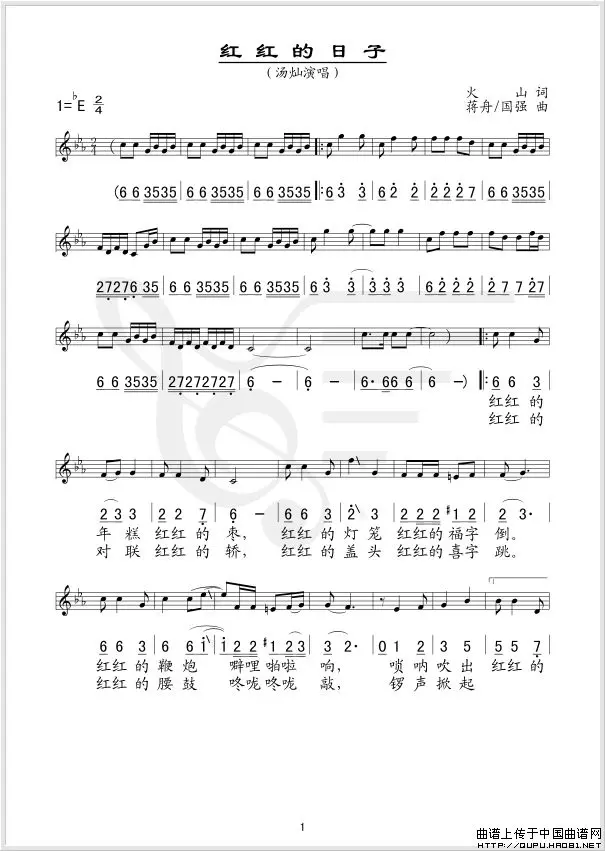 红红的日子
（汤灿演唱）
火 山 词
1=♭E 2/4
蒋舟/国强 曲
(6 6 3535 | 6 6 3535 | 6 6 3535 |: 6 3 3 | 6 2 2 | 2 2 2 7 | 6 6 3535 |
27276 35 | 6 6 3535 | 6 6 3535 | 6 3 3 | 3 3 3 3 | 6 2 2 2 | 2 2 2 2 | 2 7 7 27 |
6 6 3535 | 27272727 | 6 - | 6 - | 6· 66 6 | 6 -) |: 6 6 3 |
红 红 的
红 红 的
2 3 3 | 2 2 7 | 6 - | 6 6 3 | 2 3 | 2 2 2 #1 2 | 2 3· |
年 糕 红 红 的 枣， 红 红 的 灯 笼 红红的福字 倒。
对 联 红 红 的 轿， 红 红 的 盖 头 红红的喜字 跳。
1.
6 6 3 | 6 6 1 | 1 2 2 #1 2 3 | 3 2· | 0 1 2 3 | 5 5 7 |
红红 的 鞭 炮 噼哩啪啦 响， 唢 呐 吹 出 红红 的
红红 的 腰 鼓 咚咙咚咙 敲， 锣 声 掀 起
1
曲谱上传于中国曲谱网
HTTP://QUPU.HAO81.NET